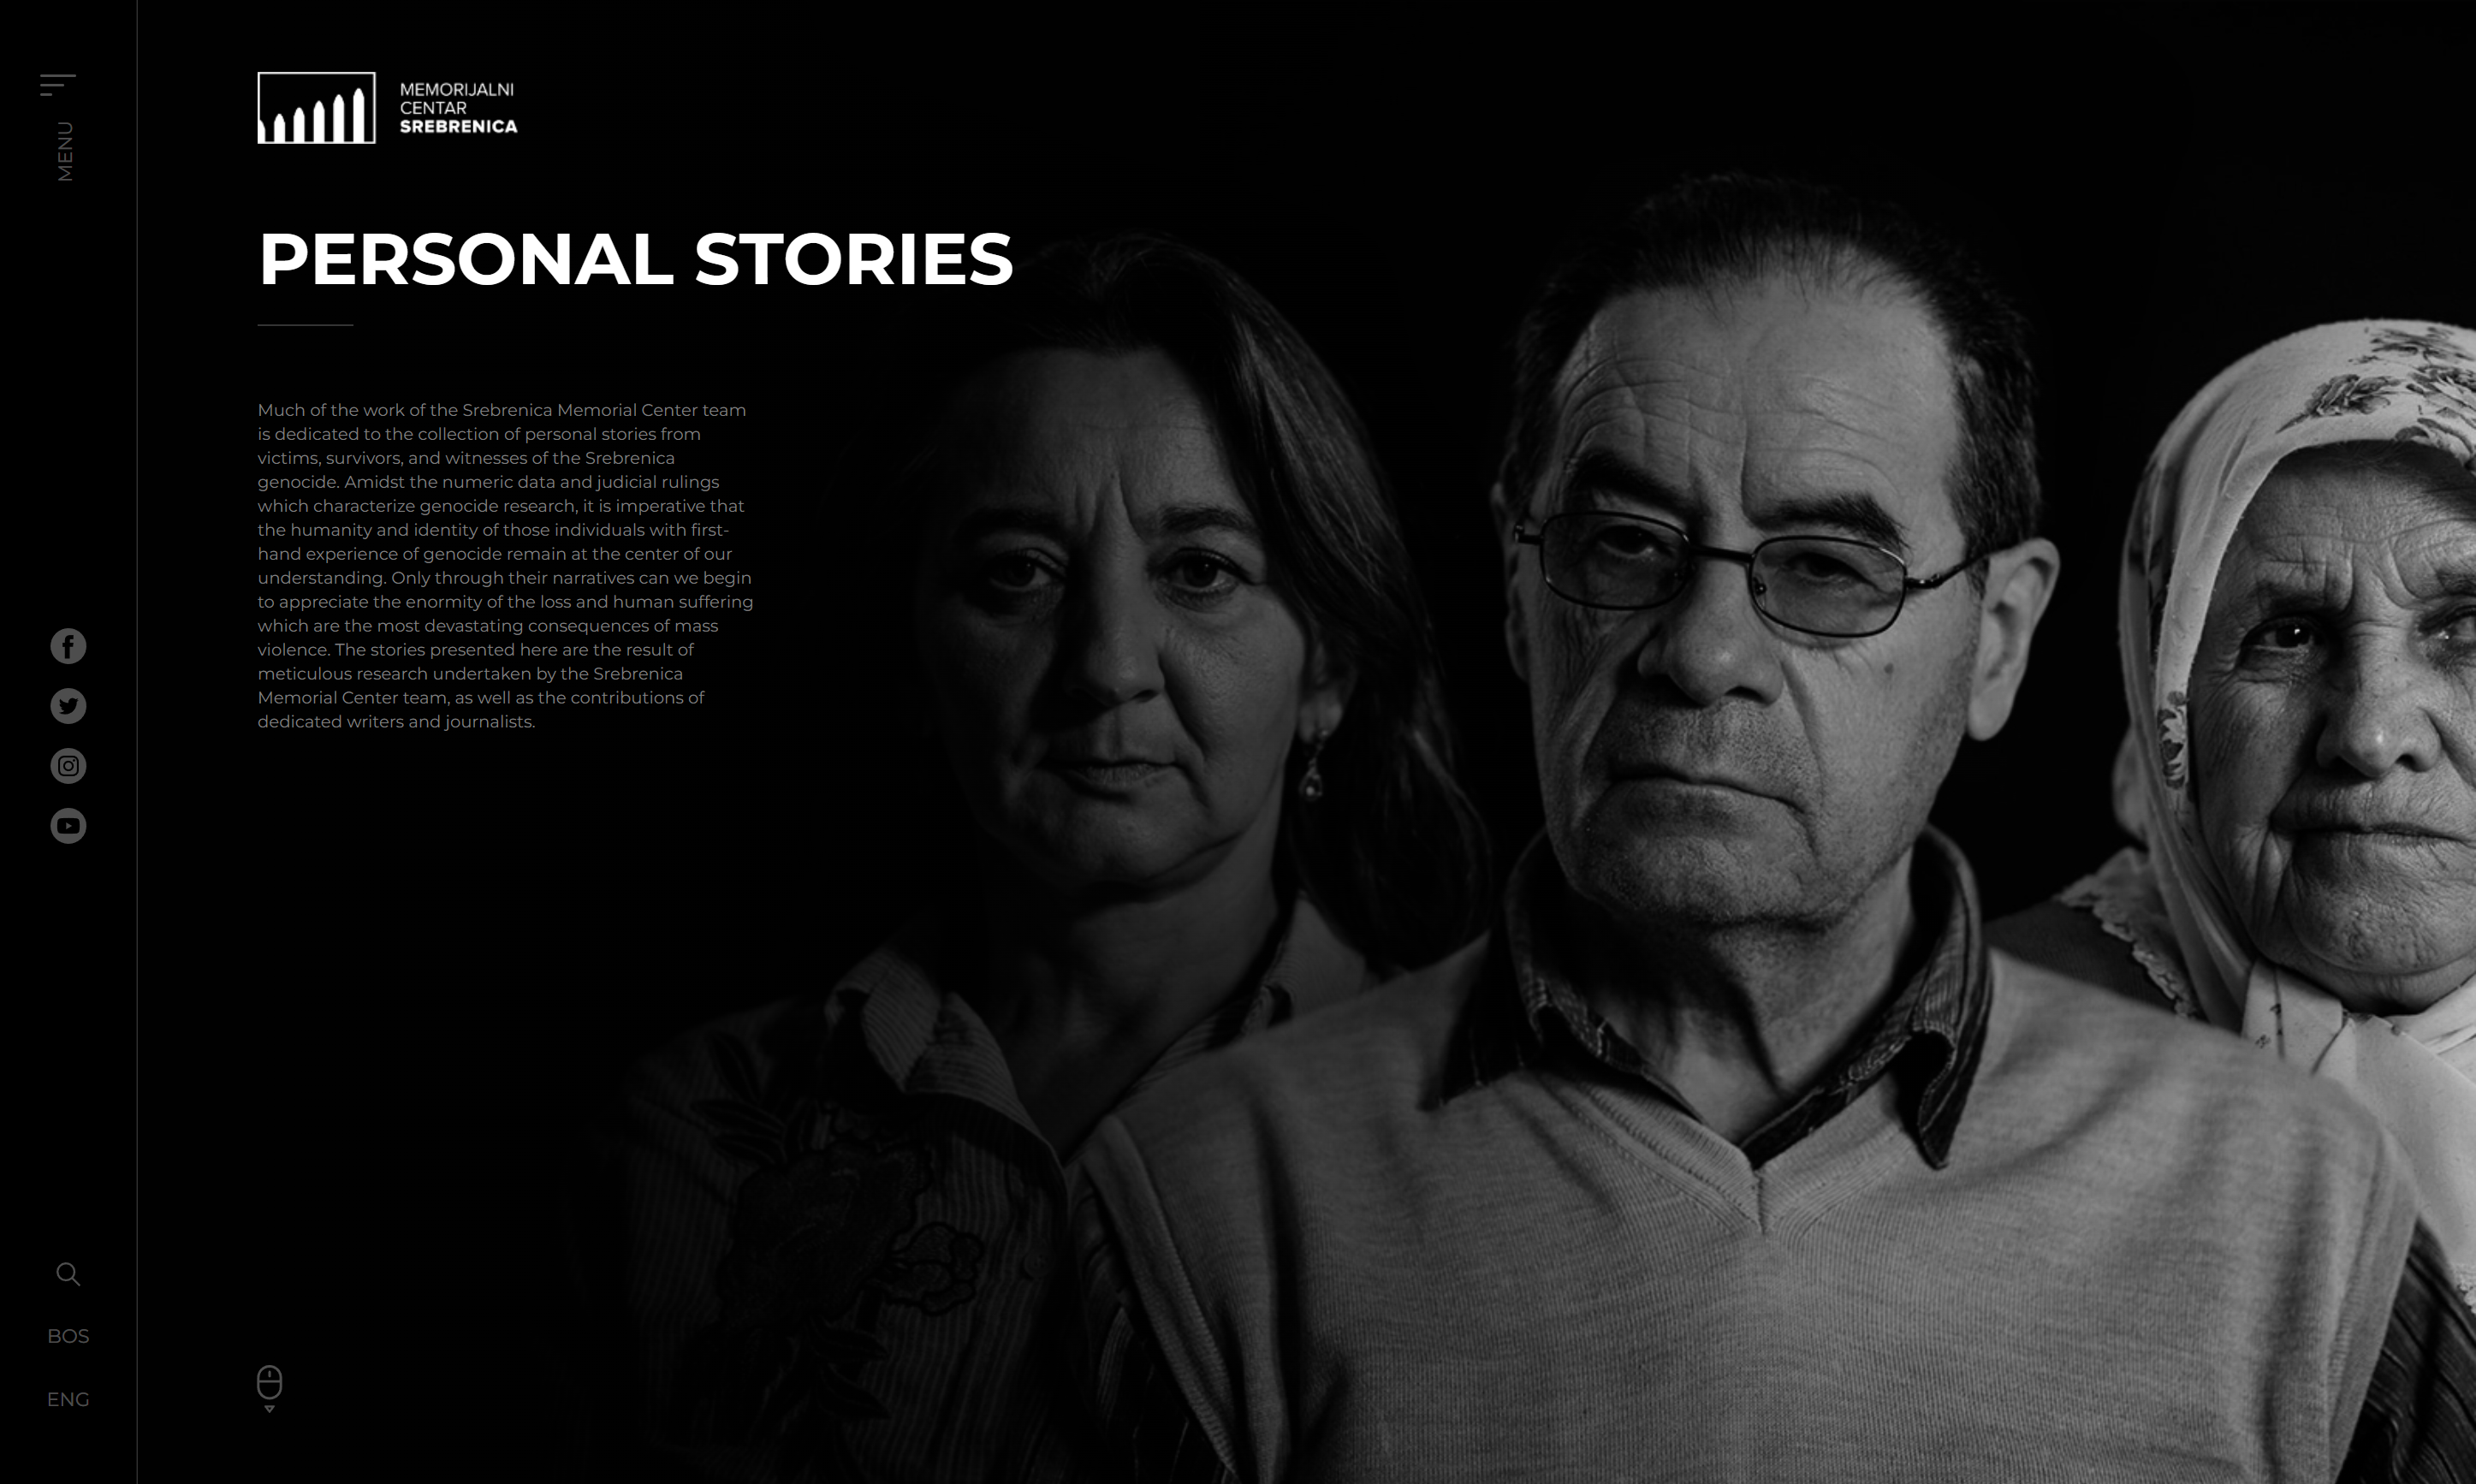 MENU
MEMORIJALNI
CENTAR
SREBRENICA
PERSONAL STORIES
Much of the work of the Srebrenica Memorial Center team
is dedicated to the collection of personal stories from
victims, survivors, and witnesses of the Srebrenica
genocide. Amidst the numeric data and judicial rulings
which characterize genocide research, it is imperative that
the humanity and identity of those individuals with first-
hand experience of genocide remain at the center of our
understanding. Only through their narratives can we begin
to appreciate the enormity of the loss and human suffering
which are the most devastating consequences of mass
violence. The stories presented here are the result of
meticulous research undertaken by the Srebrenica
Memorial Center team, as well as the contributions of
dedicated writers and journalists.
BOS
ENG